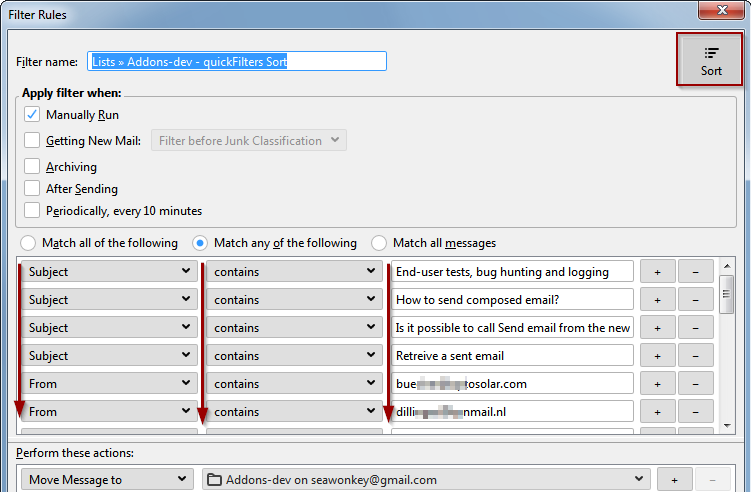 Filter Rules
Filter name: Lists » Addons-dev - quickFilters Sort
Sort
Apply filter when:
Manually Run
Getting New Mail: Filter before Junk Classification
Archiving
After Sending
Periodically, every 10 minutes
Match all of the following Match any of the following Match all messages
Subject contains End-user tests, bug hunting and logging + −
Subject contains How to send composed email? + −
Subject contains Is it possible to call Send email from the new + −
Subject contains Retreive a sent email + −
From contains bue tosolar.com + −
From contains dilli nmail.nl + −
Perform these actions:
Move Message to Addons-dev on seawonkey@gmail.com + −